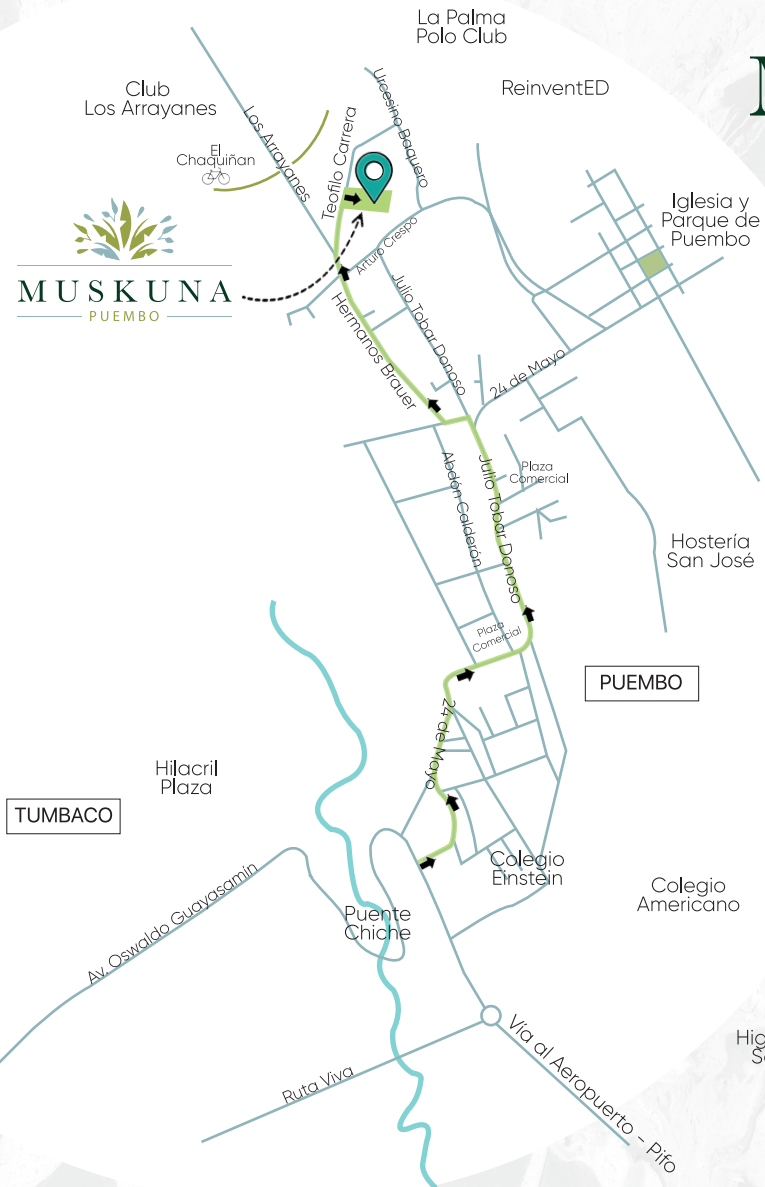 La Palma
Polo Club
M
Club
Los Arrayanes
ReinventED
Urcesino Baquero
Los Arrayanes
Teofilo Carrera
El
Chaquiñan
Iglesia y
Parque de
Puembo
MUSKUNA
PUEMBO
Arturo Crespo
Julio Tobar Donoso
Hermanos Brauer
24 de Mayo
Plaza
Comercial
Abdón Calderón
Julio Tobar Donoso
Hostería
San José
Plaza
Comercial
PUEMBO
24 de Mayo
Hilacril
Plaza
TUMBACO
Colegio
Einstein
Colegio
Americano
Puente
Chiche
Av. Oswaldo Guayasamin
Vía al Aeropuerto - Pifo
Hig
Ruta Viva